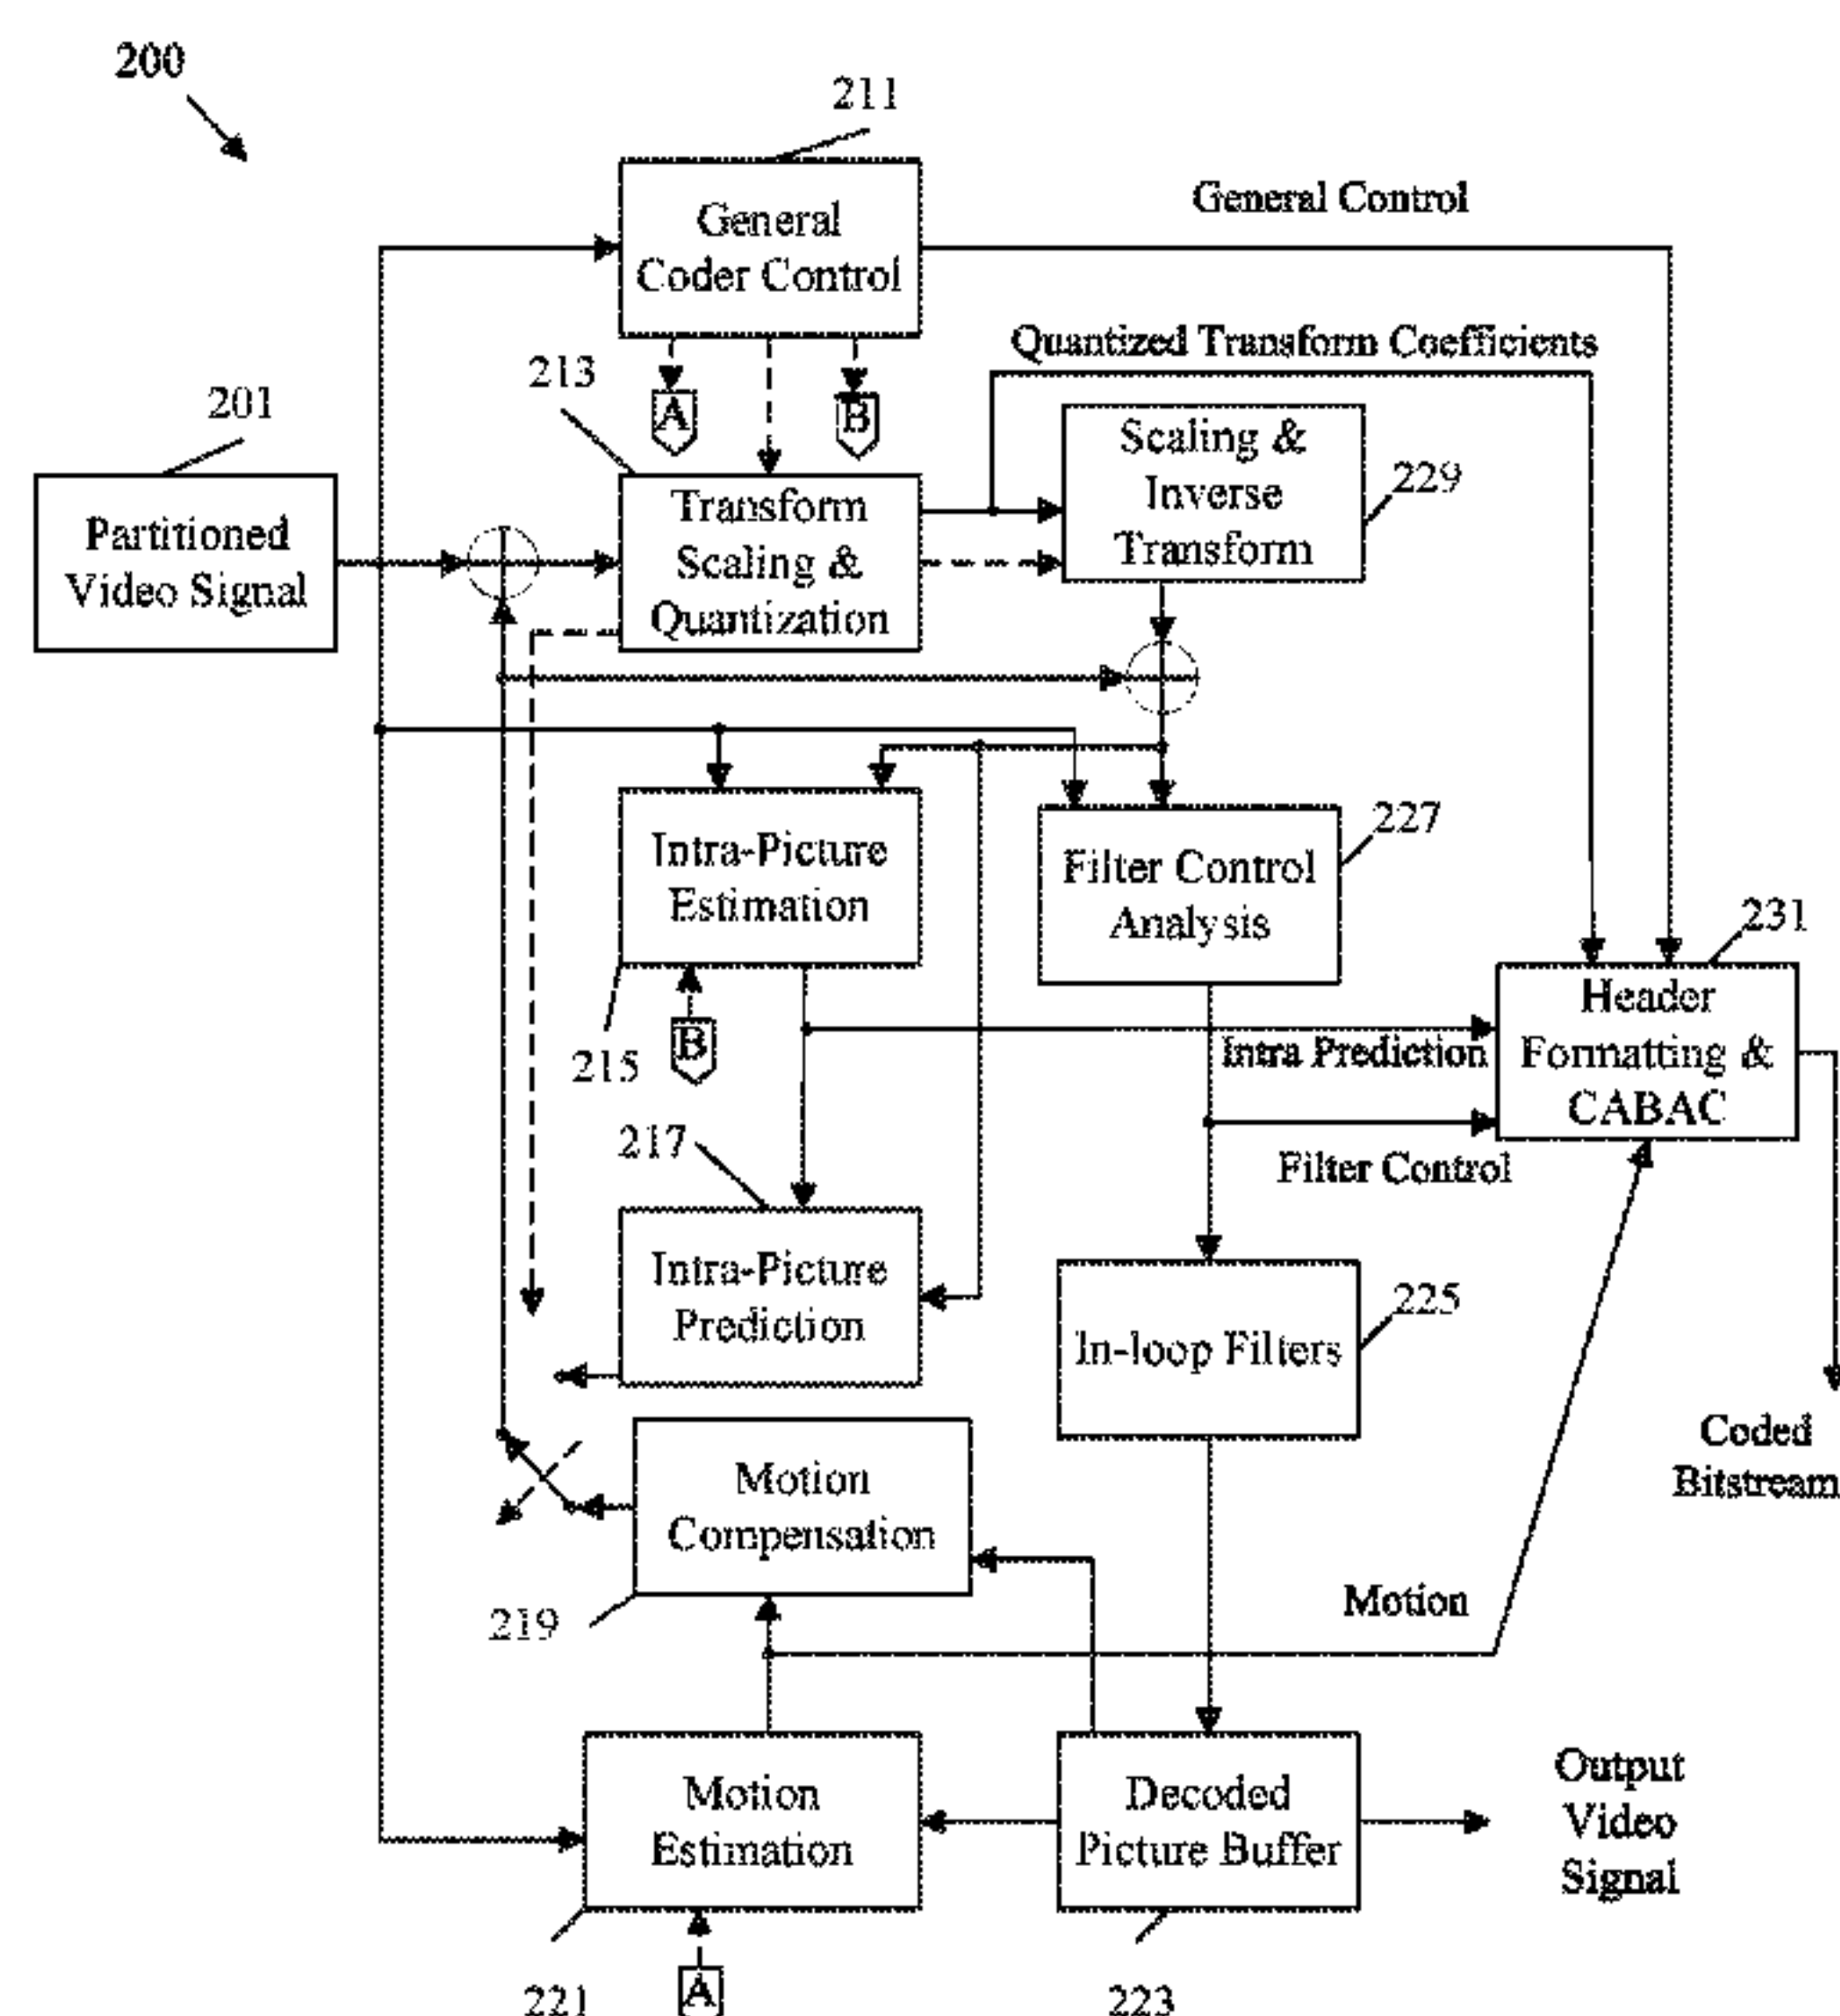 200
211
General
Coder Control
General Control
Quantized Transform Coefficients
213
A
B
201
Partitioned
Video Signal
Transform
Scaling &
Quantization
Scaling &
Inverse
Transform
229
Intra-Picture
Estimation
227
Filter Control
Analysis
231
Header
Formatting &
CABAC
215
B
Intra Prediction
217
Filter Control
Intra-Picture
Prediction
225
In-loop Filters
Coded
Bitstream
Motion
Compensation
219
Motion
Motion
Estimation
Decoded
Picture Buffer
Output
Video
Signal
221
A
223